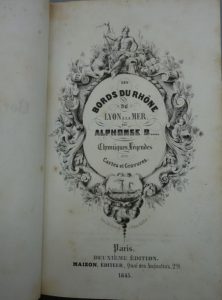 LES
BORDS DU RHÔNE
DE
LYON A LA MER
PAR
ALPHONSE B....
Chroniques, Légendes
Cartes et Gravures.
Paris.
DEUXIÈME ÉDITION.
MAISON, ÉDITEUR, Quai des Augustins, 29.
1845.